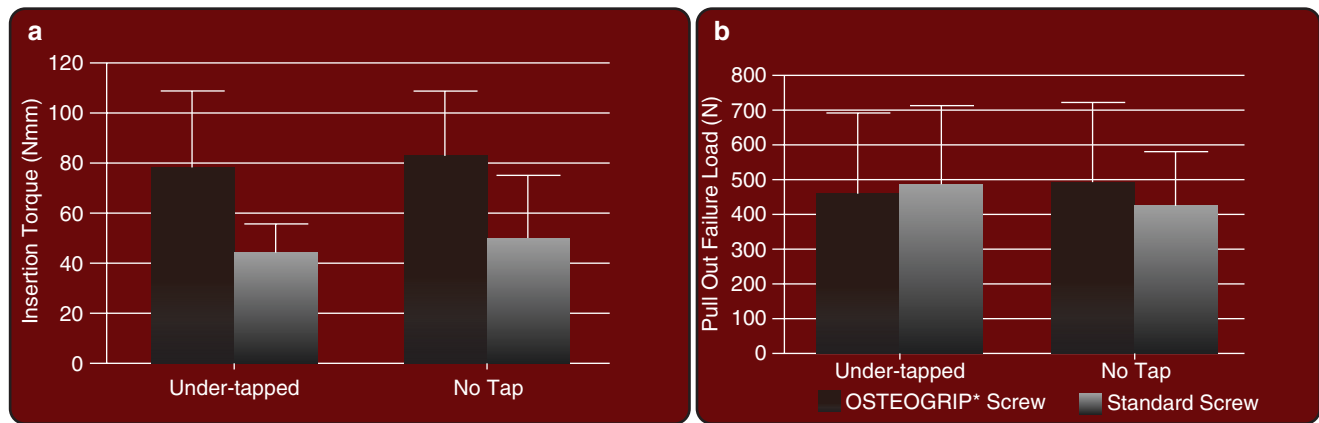 a
120
100
80
60
40
20
0
Insertion Torque (Nmm)
Under-tapped No Tap
b
800
700
600
500
400
300
200
100
0
Pull Out Failure Load (N)
Under-tapped No Tap
OSTEOGRIP* Screw Standard Screw